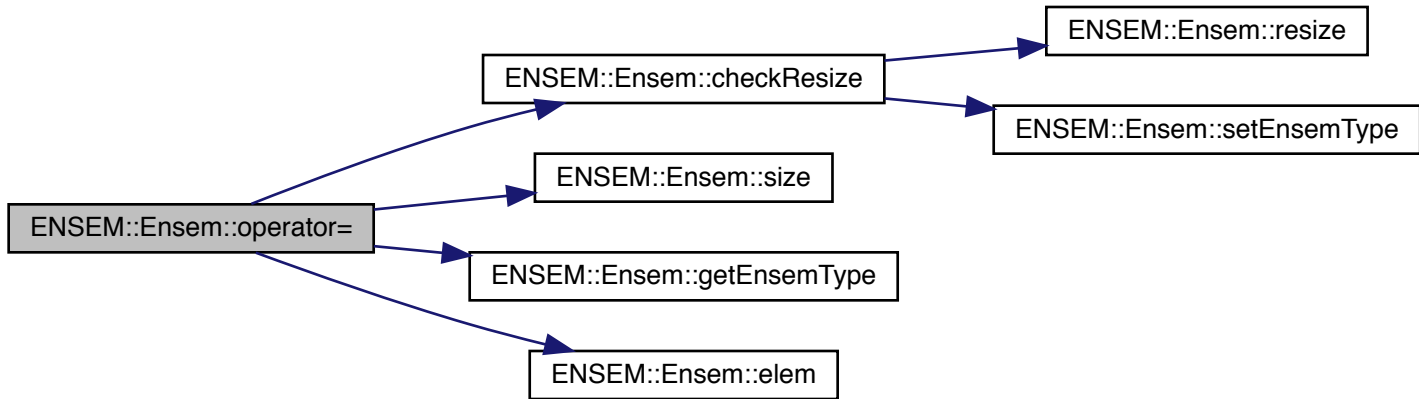 ENSEM::Ensem::operator=
ENSEM::Ensem::checkResize
ENSEM::Ensem::size
ENSEM::Ensem::getEnsemType
ENSEM::Ensem::elem
ENSEM::Ensem::resize
ENSEM::Ensem::setEnsemType